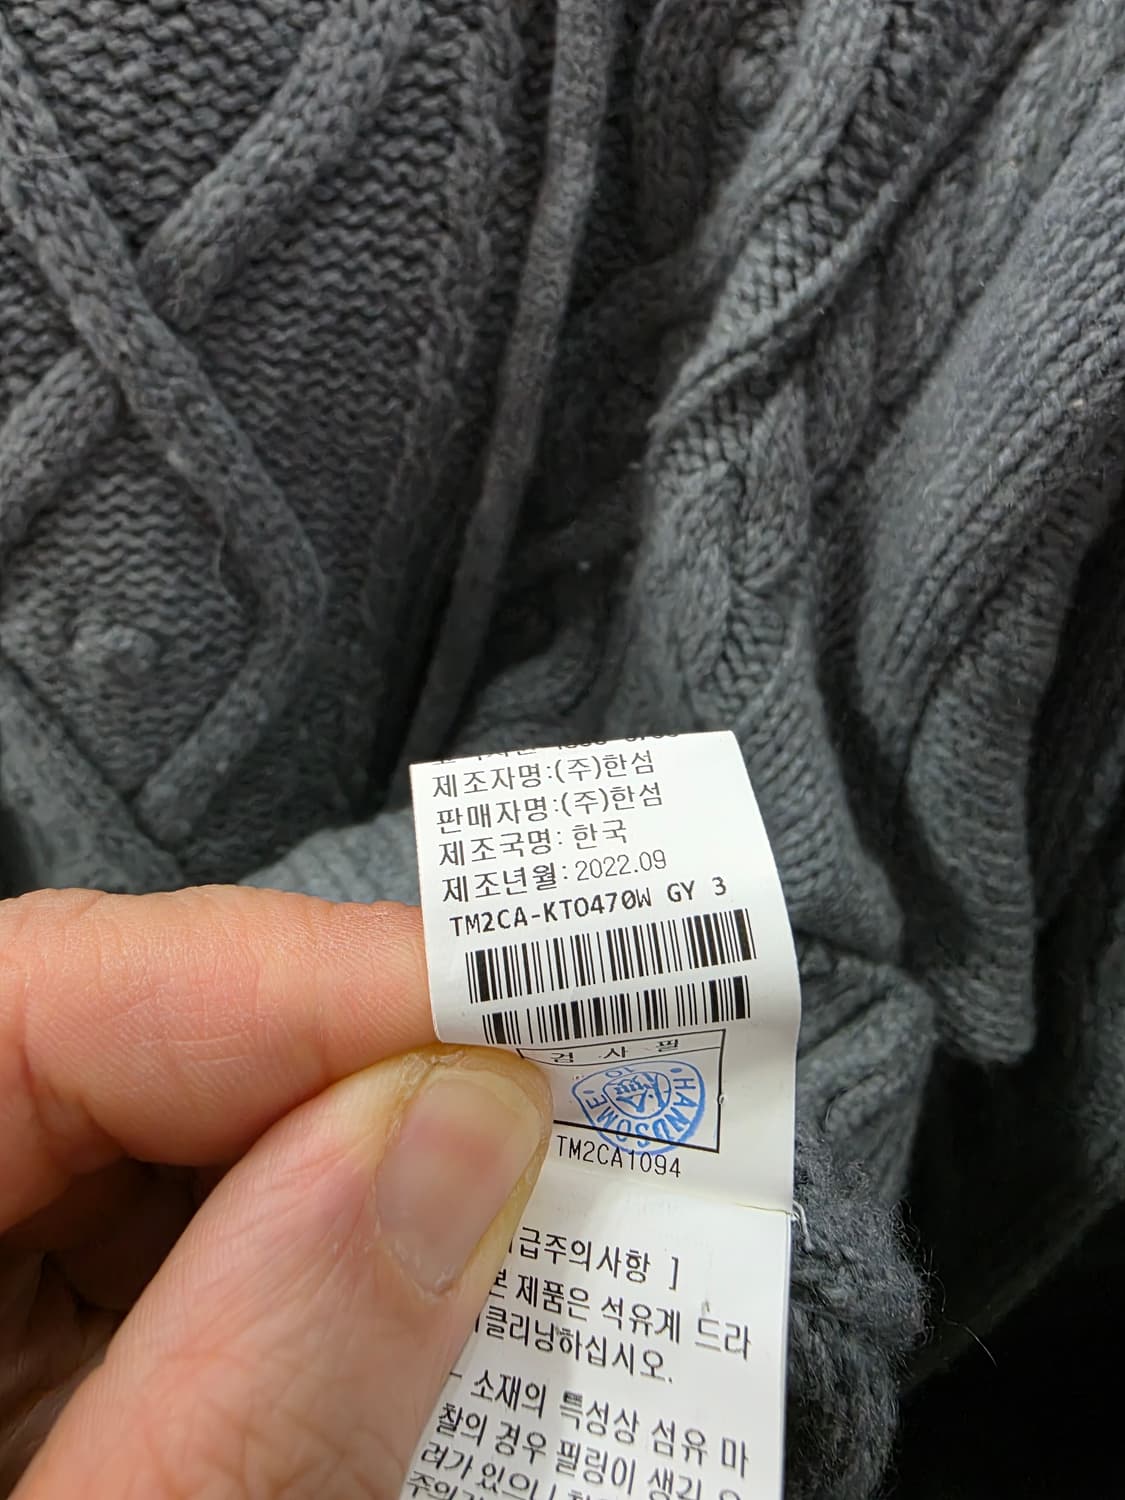 제조자명:(주)한섬
판매자명:(주)한섬
제조국명: 한국
제조년월: 2022.09
TM2CA-KTO470W GY 3
검 사 필
HANDSOME
TM2CA1094
급주의사항 ]
본 제품은 석유계 드라
클리닝하십시오.
- 소재의 특성상 섬유 마
찰의 경우 필링이 생긴